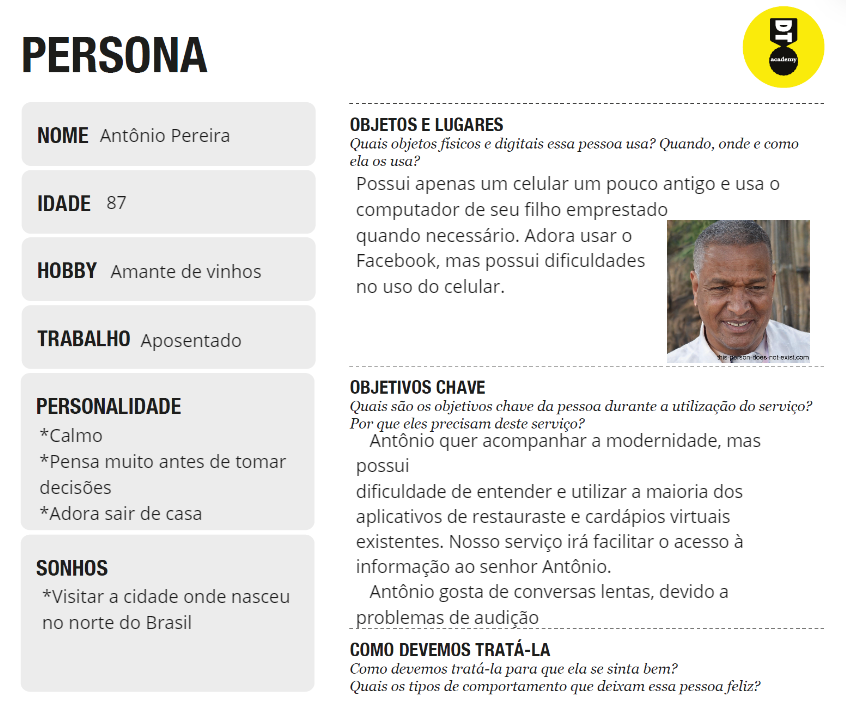 PERSONA
DT
academy
NOME Antônio Pereira
IDADE 87
HOBBY Amante de vinhos
TRABALHO Aposentado
PERSONALIDADE
*Calmo
*Pensa muito antes de tomar
decisões
*Adora sair de casa
SONHOS
*Visitar a cidade onde nasceu
no norte do Brasil
OBJETOS E LUGARES
Quais objetos físicos e digitais essa pessoa usa? Quando, onde e como
ela os usa?
Possui apenas um celular um pouco antigo e usa o
computador de seu filho emprestado
quando necessário. Adora usar o
Facebook, mas possui dificuldades
no uso do celular.
this-person-does-not-exist.com
OBJETIVOS CHAVE
Quais são os objetivos chave da pessoa durante a utilização do serviço?
Por que eles precisam deste serviço?
Antônio quer acompanhar a modernidade, mas
possui
dificuldade de entender e utilizar a maioria dos
aplicativos de restauraste e cardápios virtuais
existentes. Nosso serviço irá facilitar o acesso à
informação ao senhor Antônio.
Antônio gosta de conversas lentas, devido a
problemas de audição
COMO DEVEMOS TRATÁ-LA
Como devemos tratá-la para que ela se sinta bem?
Quais os tipos de comportamento que deixam essa pessoa feliz?